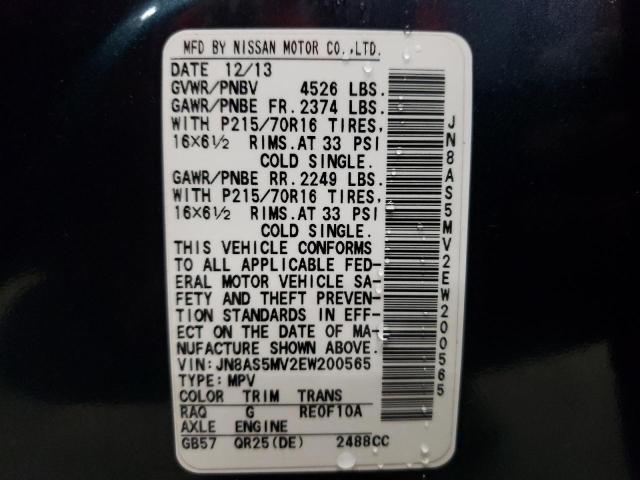 MFD BY NISSAN MOTOR CO.,LTD.
DATE 12/13
GVWR/PNBV 4526 LBS.
GAWR/PNBE FR. 2374 LBS.
WITH P215/70R16 TIRES,
16×6½ RIMS.AT 33 PSI
COLD SINGLE.
GAWR/PNBE RR. 2249 LBS.
WITH P215/70R16 TIRES,
16×6½ RIMS.AT 33 PSI
COLD SINGLE.
THIS VEHICLE CONFORMS
TO ALL APPLICABLE FED-
ERAL MOTOR VEHICLE SA-
FETY AND THEFT PREVEN-
TION STANDARDS IN EFF-
ECT ON THE DATE OF MA-
NUFACTURE SHOWN ABOVE.
VIN: JN8AS5MV2EW200565
TYPE: MPV
COLOR TRIM TRANS
RAQ G RE0F10A
AXLE ENGINE
GB57 QR25(DE) 2488CC
JN8AS5MV2EW200565